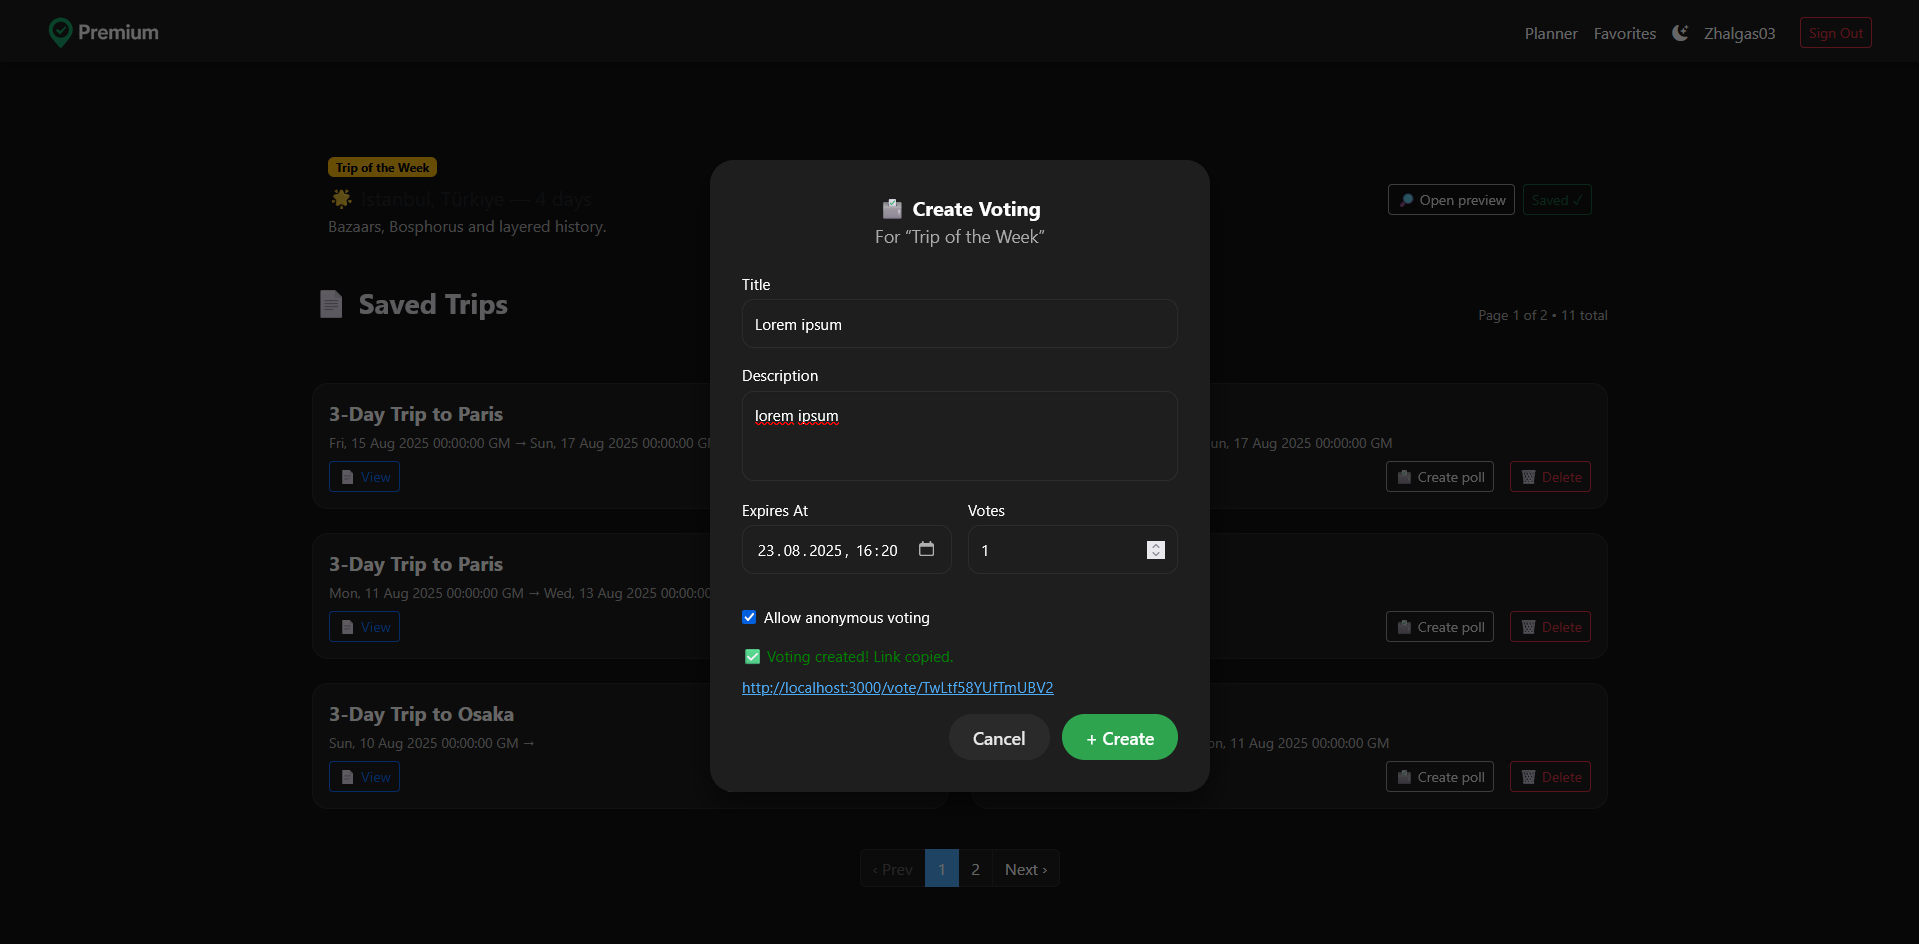 Premium
Planner Favorites Zhalgas03 Sign Out
Trip of the Week
Istanbul, Türkiye — 4 days
Bazaars, Bosphorus and layered history.
Open preview Saved ✓
Saved Trips
Page 1 of 2 • 11 total
3-Day Trip to Paris
Fri, 15 Aug 2025 00:00:00 GM → Sun, 17 Aug 2025 00:00:00 GM
View
un, 17 Aug 2025 00:00:00 GM
Create poll Delete
3-Day Trip to Paris
Mon, 11 Aug 2025 00:00:00 GM → Wed, 13 Aug 2025 00:00:00
View
Create poll Delete
3-Day Trip to Osaka
Sun, 10 Aug 2025 00:00:00 GM →
View
on, 11 Aug 2025 00:00:00 GM
Create poll Delete
Create Voting
For “Trip of the Week”
Title
Lorem ipsum
Description
lorem ipsum
Expires At Votes
23.08.2025, 16:20 1
Allow anonymous voting
Voting created! Link copied.
http://localhost:3000/vote/TwLtf58YUfTmUBV2
Cancel + Create
‹ Prev 1 2 Next ›